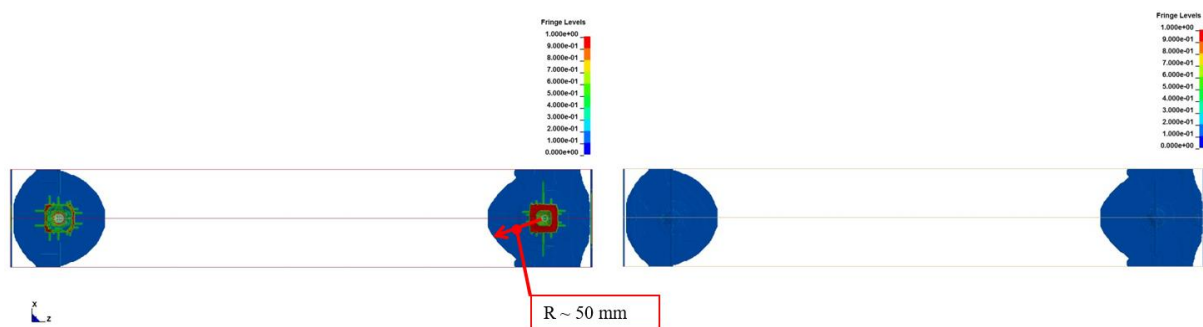 Fringe Levels
1.000e+00
9.000e-01
8.000e-01
7.000e-01
6.000e-01
5.000e-01
4.000e-01
3.000e-01
2.000e-01
1.000e-01
0.000e+00
Fringe Levels
1.000e+00
9.000e-01
8.000e-01
7.000e-01
6.000e-01
5.000e-01
4.000e-01
3.000e-01
2.000e-01
1.000e-01
0.000e+00
R ~ 50 mm
X
Z